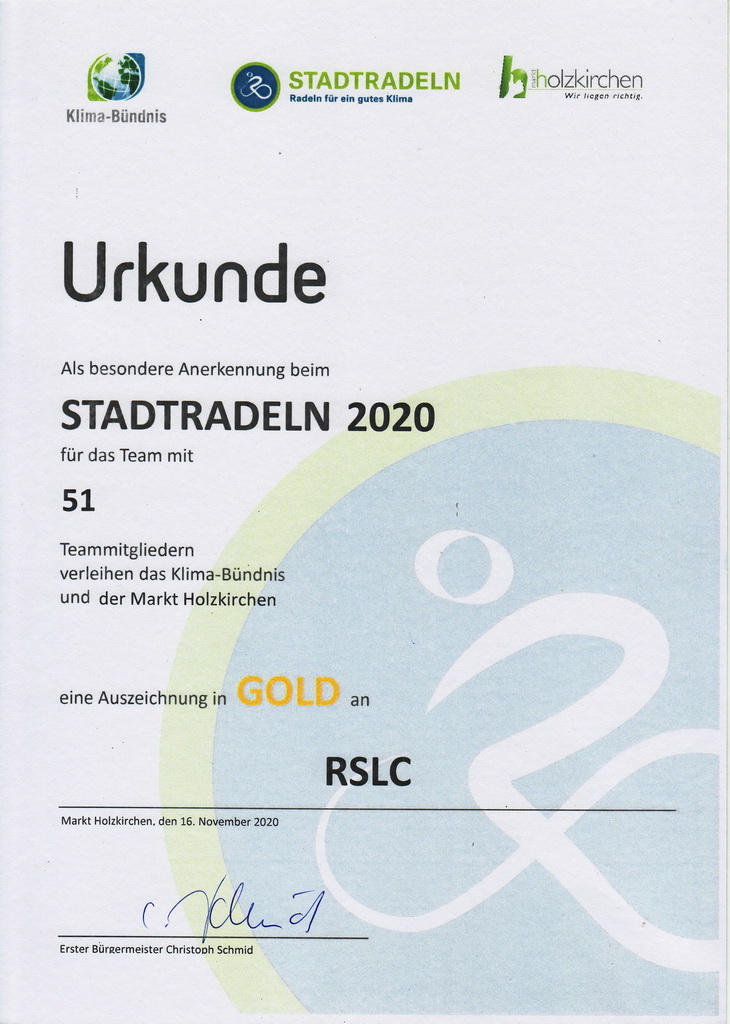 Klima-Bündnis
STADTRADELN
Radeln für ein gutes Klima
markt
holzkirchen
Wir liegen richtig.
Urkunde
Als besondere Anerkennung beim
STADTRADELN 2020
für das Team mit
51
Teammitgliedern
verleihen das Klima-Bündnis
und der Markt Holzkirchen
eine Auszeichnung in GOLD an
RSLC
Markt Holzkirchen, den 16. November 2020
C. Schmid
Erster Bürgermeister Christoph Schmid